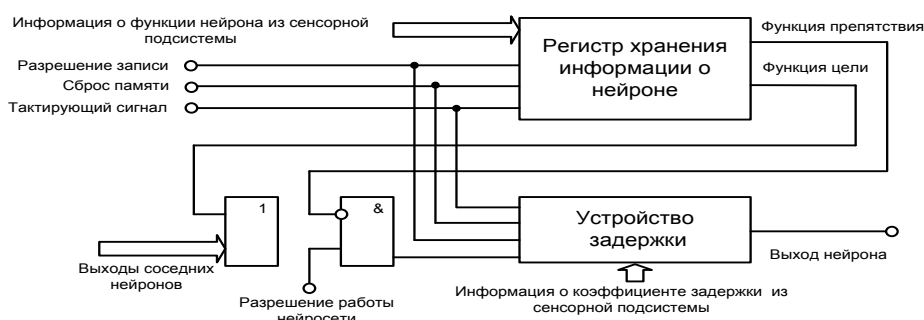 Информация о функции нейрона из сенсорной
подсистемы
Разрешение записи
Сброс памяти
Тактирующий сигнал
Регистр хранения
информации о
нейроне
Функция препятствия
Функция цели
1
&
Выходы соседних
нейронов
Разрешение работы
нейросети
Устройство
задержки
Выход нейрона
Информация о коэффициенте задержки из
сенсорной подсистемы